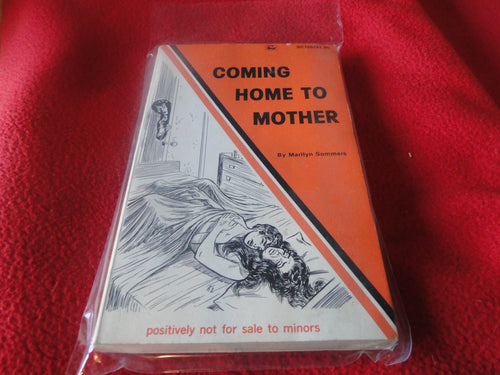 COMING
HOME TO
MOTHER
By Marilyn Sommers
positively not for sale to minors